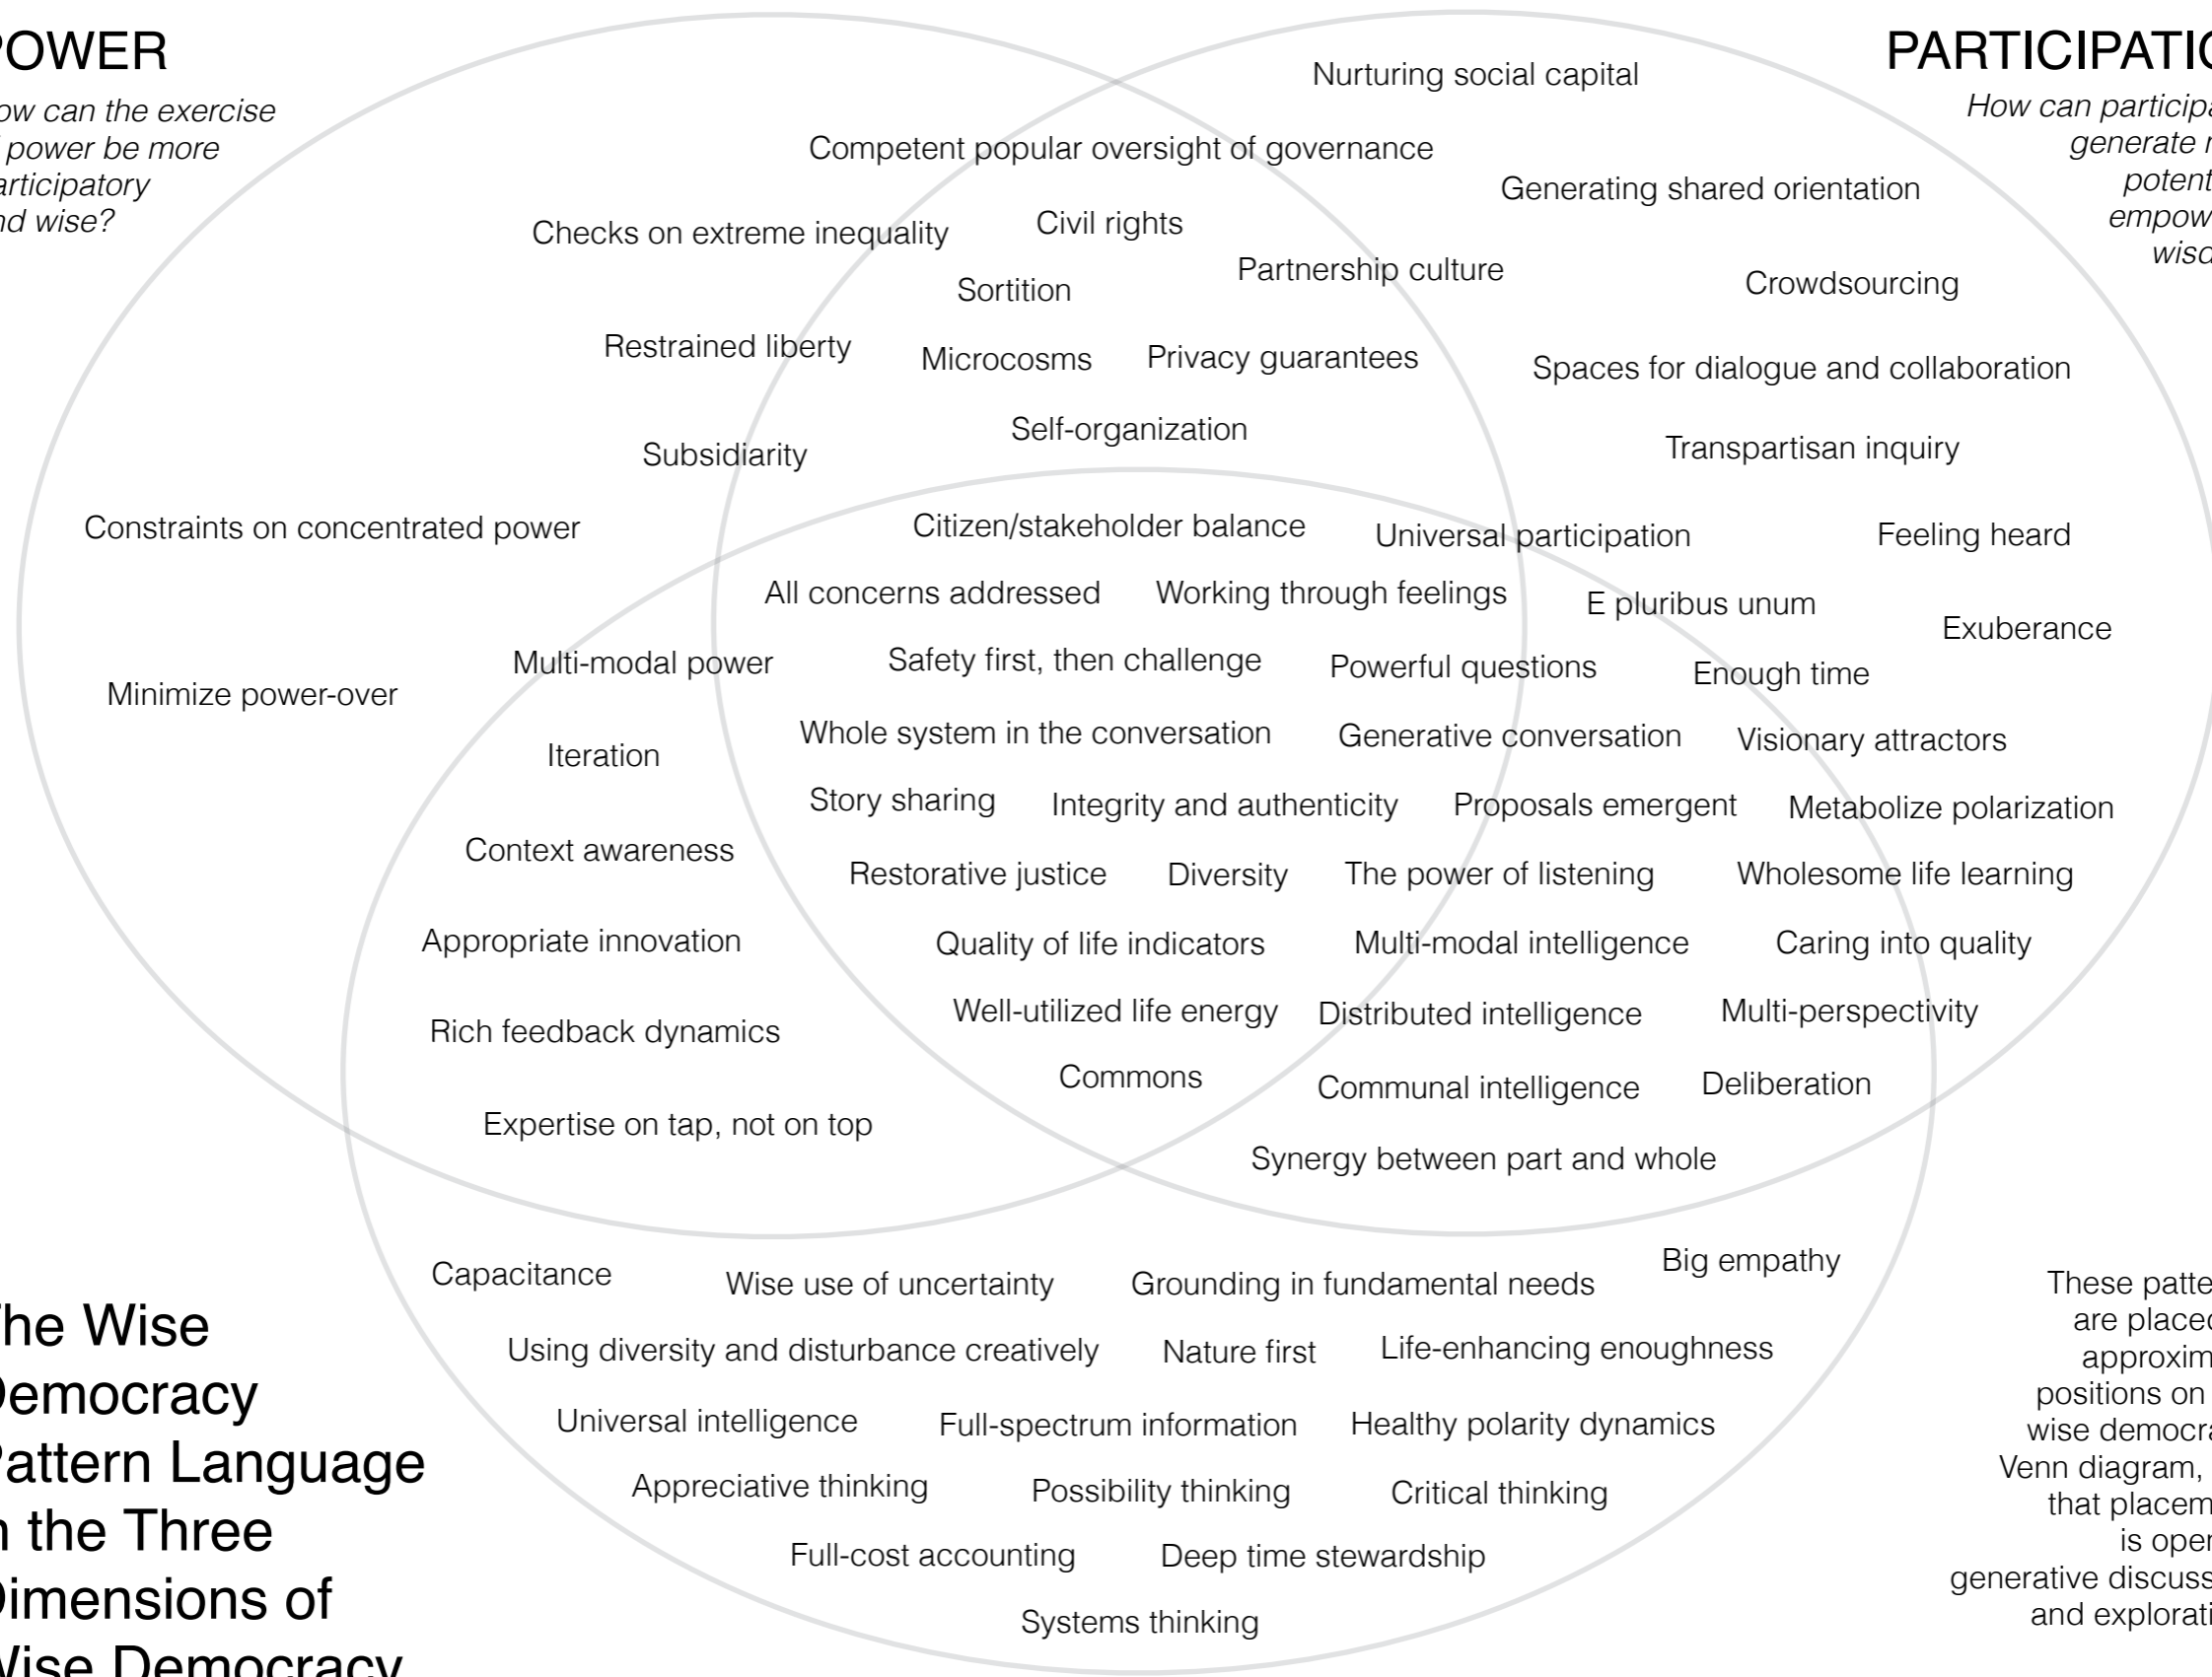 POWER
ow can the exercise
power be more
articipatory
nd wise?
PARTICIPATIO
How can participa
generate
potent
empow
wisd
Nurturing social capital
Competent popular oversight of governance
Generating shared orientation
Checks on extreme inequality
Civil rights
Partnership culture
Crowdsourcing
Sortition
Restrained liberty
Microcosms
Privacy guarantees
Spaces for dialogue and collaboration
Self-organization
Subsidiarity
Transpartisan inquiry
Constraints on concentrated power
Citizen/stakeholder balance
Universal participation
Feeling heard
All concerns addressed
Working through feelings
E pluribus unum
Exuberance
Multi-modal power
Safety first, then challenge
Powerful questions
Enough time
Minimize power-over
Iteration
Whole system in the conversation
Generative conversation
Visionary attractors
Story sharing
Integrity and authenticity
Proposals emergent
Metabolize polarization
Context awareness
Restorative justice
Diversity
The power of listening
Wholesome life learning
Appropriate innovation
Quality of life indicators
Multi-modal intelligence
Caring into quality
Rich feedback dynamics
Well-utilized life energy
Distributed intelligence
Multi-perspectivity
Commons
Communal intelligence
Deliberation
Expertise on tap, not on top
Synergy between part and whole
Capacitance
Wise use of uncertainty
Grounding in fundamental needs
Big empathy
Using diversity and disturbance creatively
Nature first
Life-enhancing enoughness
Universal intelligence
Full-spectrum information
Healthy polarity dynamics
Appreciative thinking
Possibility thinking
Critical thinking
Full-cost accounting
Deep time stewardship
Systems thinking
The Wise
Democracy
Pattern Language
n the Three
Dimensions of
Wise Democracy
These patte
are placed
approxim
positions on
wise democra
Venn diagram,
that placem
is open
generative discuss
and explorati